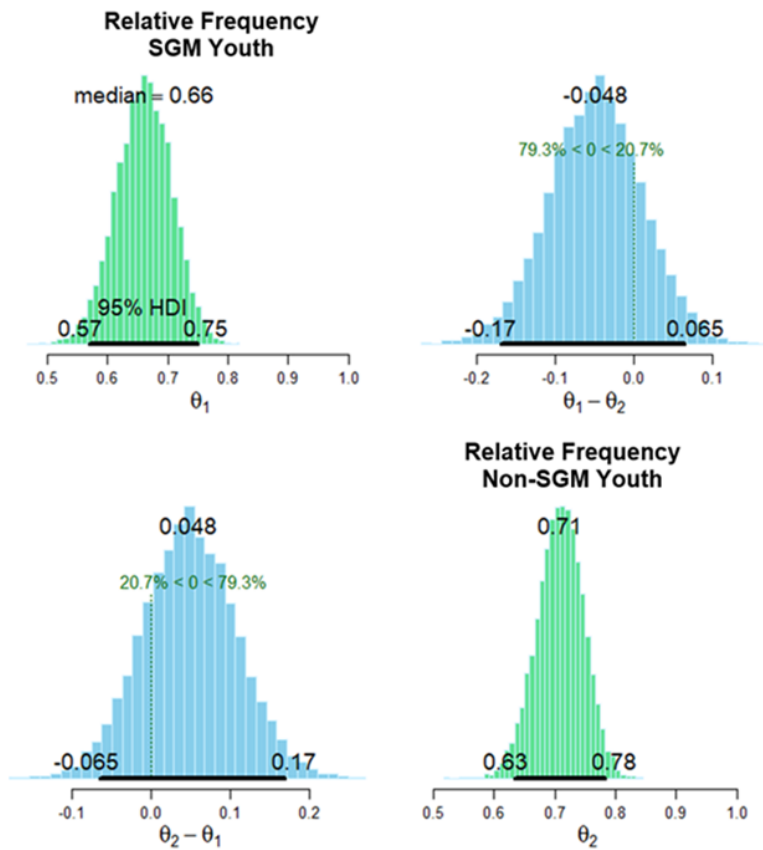 Relative Frequency
SGM Youth
median = 0.66
95% HDI
0.57 0.75
0.5 0.6 0.7 0.8 0.9 1.0
θ1
-0.048
79.3% < 0 < 20.7%
-0.17 0.065
-0.2 -0.1 0.0 0.1
θ1 – θ2
0.048
20.7% < 0 < 79.3%
-0.065 0.17
-0.1 0.0 0.1 0.2
θ2 – θ1
Relative Frequency
Non-SGM Youth
0.71
0.63 0.78
0.5 0.6 0.7 0.8 0.9 1.0
θ2